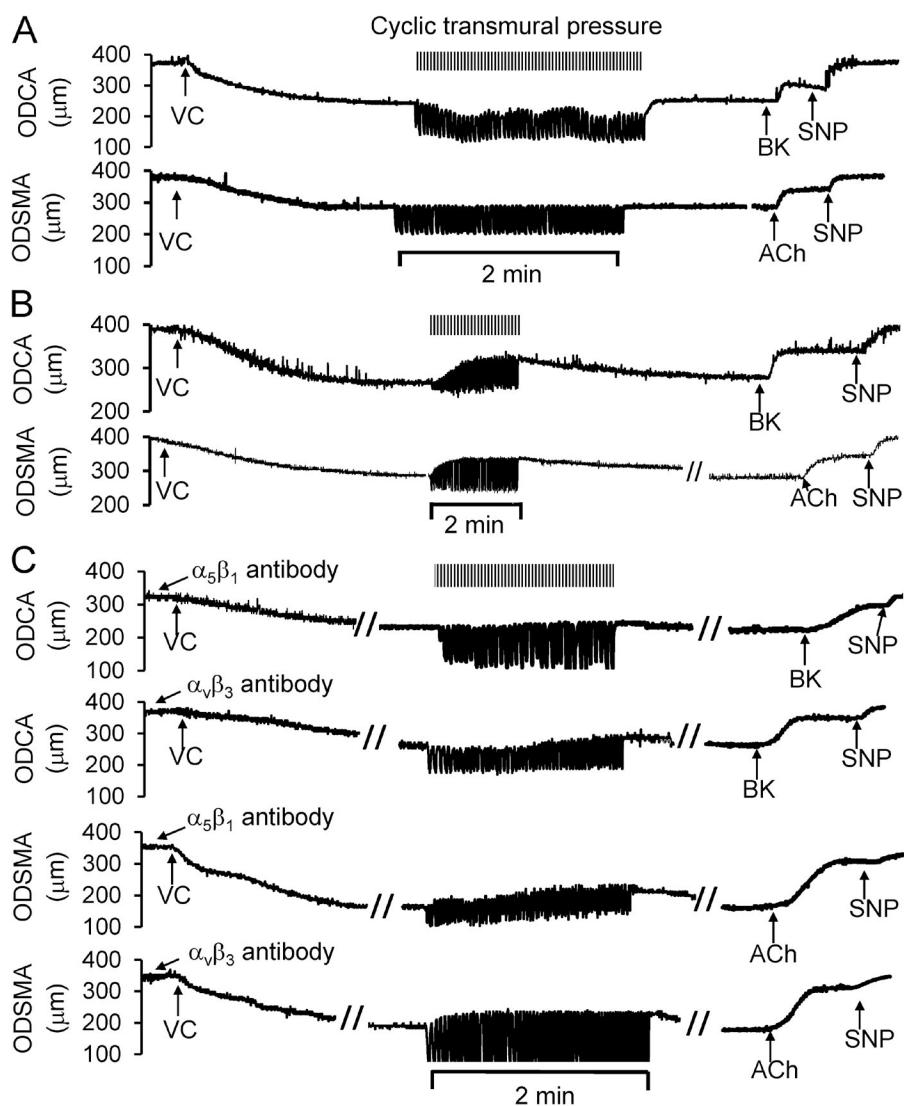 A
Cyclic transmural pressure
ODCA
(μm)
400
300
200
100
VC
BK
SNP
ODSMA
(μm)
400
300
200
100
VC
ACh
SNP
2 min
B
ODCA
(μm)
400
300
200
VC
BK
SNP
ODSMA
(μm)
400
300
200
VC
//
ACh
SNP
2 min
C
ODCA
(μm)
400
300
200
100
α5β1 antibody
VC
//
//
BK
SNP
ODCA
(μm)
400
300
200
100
αvβ3 antibody
VC
//
//
BK
SNP
ODSMA
(μm)
400
300
200
100
α5β1 antibody
VC
//
//
ACh
SNP
ODSMA
(μm)
400
300
200
100
αvβ3 antibody
VC
//
//
ACh
SNP
2 min